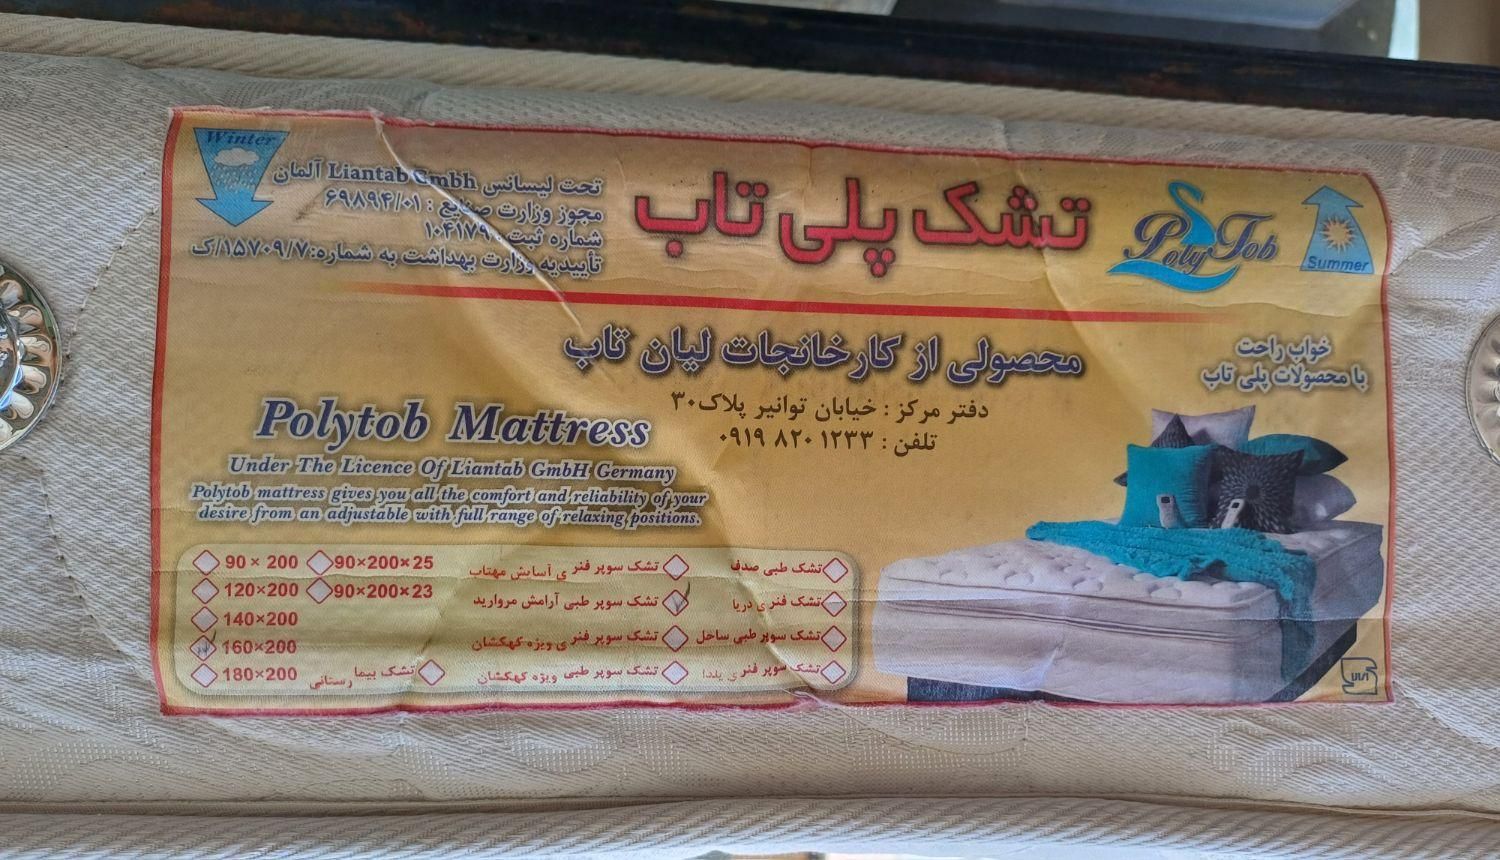 Winter
تحت لیسانس Liantab Gmbh آلمان
مجوز وزارت صنایع : ۶۹۸۹۴/۰۱
شماره ثبت : ۱۰۴۱۷۹
تأییدیه وزارت بهداشت به شماره:۱۵۷۰۹/۷/ک
تشک پلی تاب
Poly Tob
Summer
محصولی از کارخانجات لیان تاب
خواب راحت
با محصولات پلی تاب
دفتر مرکز : خیابان توانیر پلاک۳۰
تلفن : ۰۹۱۹ ۸۲۰ ۱۲۳۳
Polytob Mattress
Under The Licence Of Liantab GmbH Germany
Polytob mattress gives you all the comfort and reliability of your
desire from an adjustable with full range of relaxing positions.
90 × 200
90×200×25
120×200
90×200×23
140×200
160×200
180×200
تشک طبی صدف
تشک سوپر فنری آسایش مهتاب
تشک فنری دریا
تشک سوپر طبی آرامش مروارید
تشک سوپر طبی ساحل
تشک سوپر فنری ویژه کهکشان
تشک سوپر فنری یلدا
تشک سوپر طبی ویژه کهکشان
تشک بیمارستانی